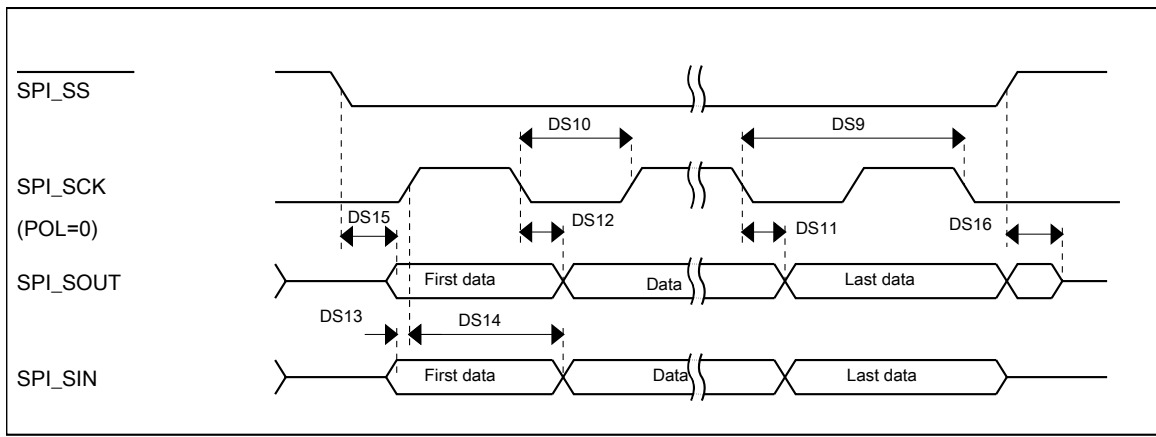 SPI_SS
DS10 DS9
SPI_SCK
(POL=0)
DS15 DS12 DS11 DS16
SPI_SOUT First data Data Last data
DS13 DS14
SPI_SIN First data Data Last data